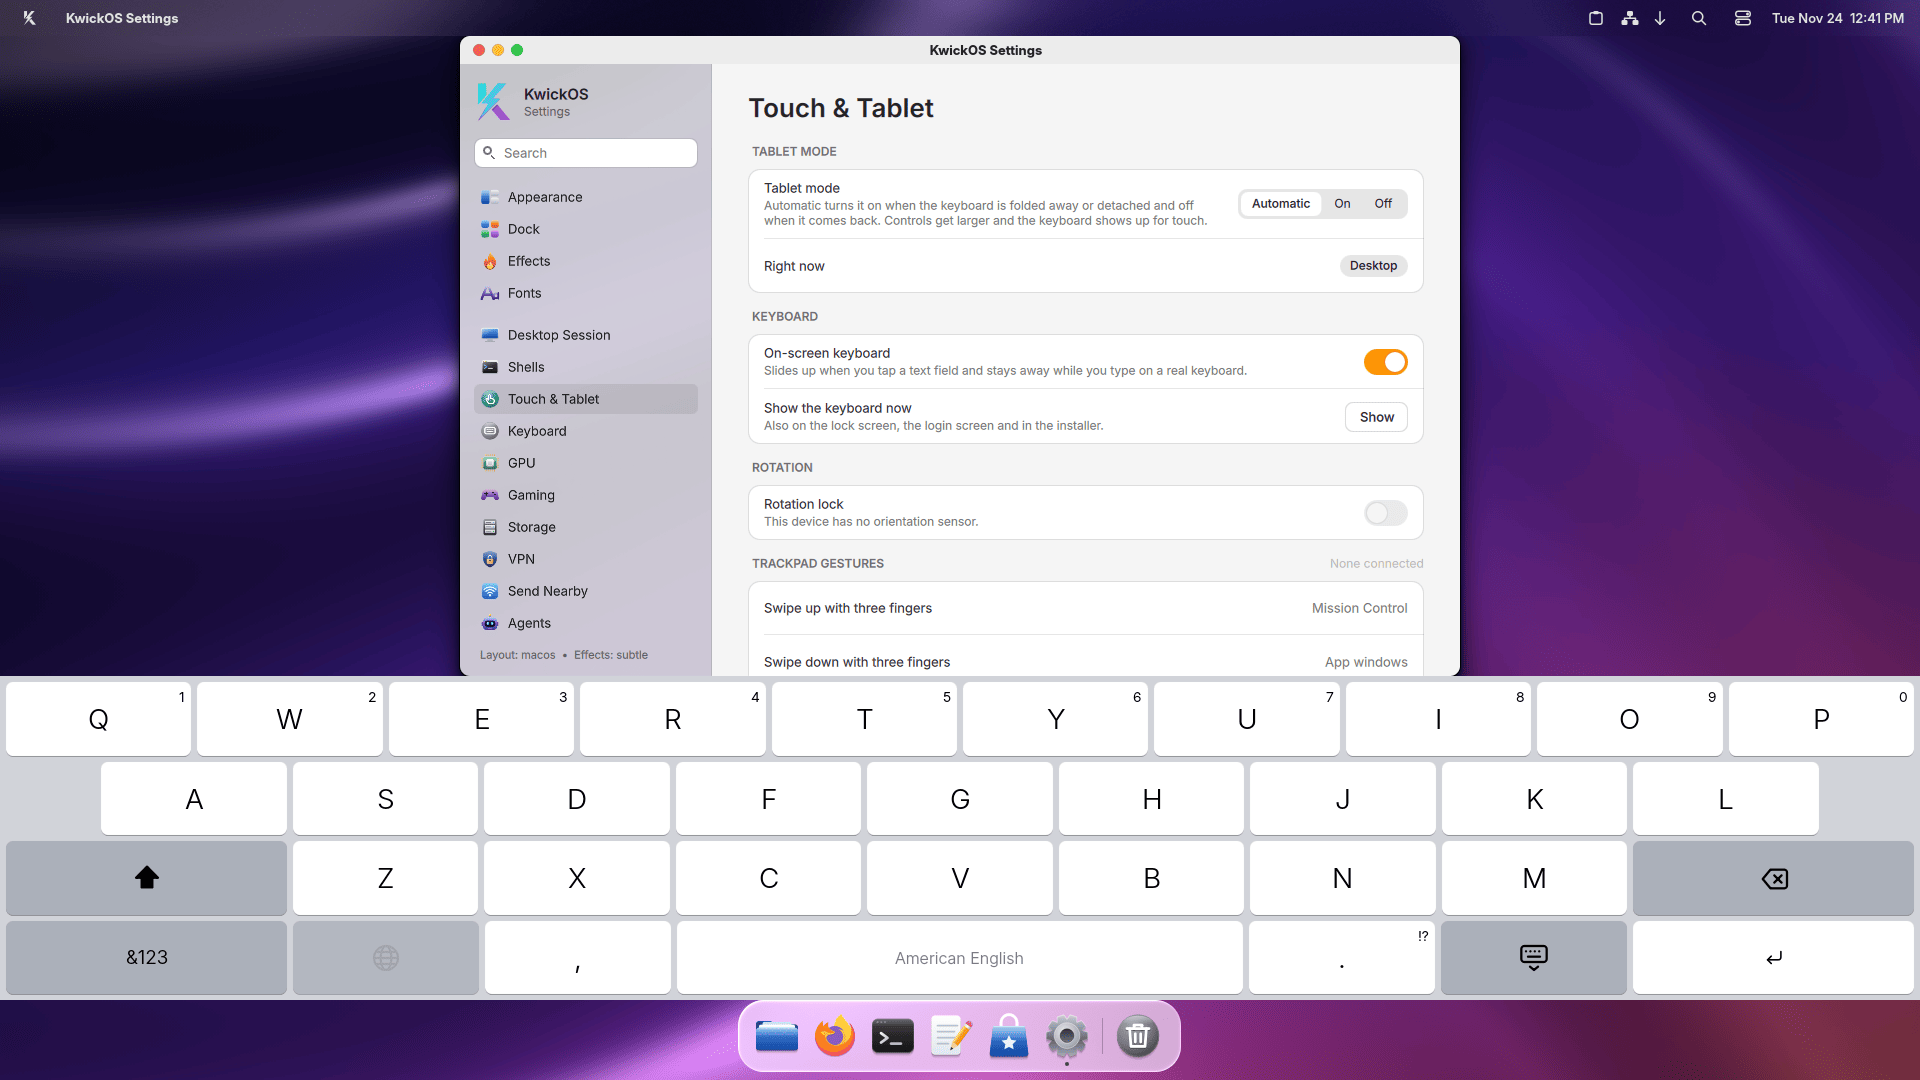 KwickOS Settings
Tue Nov 24 12:41 PM
KwickOS Settings
KwickOS
Settings
Search
Appearance
Dock
Effects
Fonts
Desktop Session
Shells
Touch & Tablet
Keyboard
GPU
Gaming
Storage
VPN
Send Nearby
Agents
Layout: macos • Effects: subtle
Touch & Tablet
TABLET MODE
Tablet mode
Automatic turns it on when the keyboard is folded away or detached and off
when it comes back. Controls get larger and the keyboard shows up for touch.
Automatic On Off
Right now
Desktop
KEYBOARD
On-screen keyboard
Slides up when you tap a text field and stays away while you type on a real keyboard.
Show the keyboard now
Also on the lock screen, the login screen and in the installer.
Show
ROTATION
Rotation lock
This device has no orientation sensor.
TRACKPAD GESTURES
None connected
Swipe up with three fingers
Mission Control
Swipe down with three fingers
App windows
Q 1 W 2 E 3 R 4 T 5 Y 6 U 7 I 8 O 9 P 0
A S D F G H J K L
Z X C V B N M
&123 , American English . !?